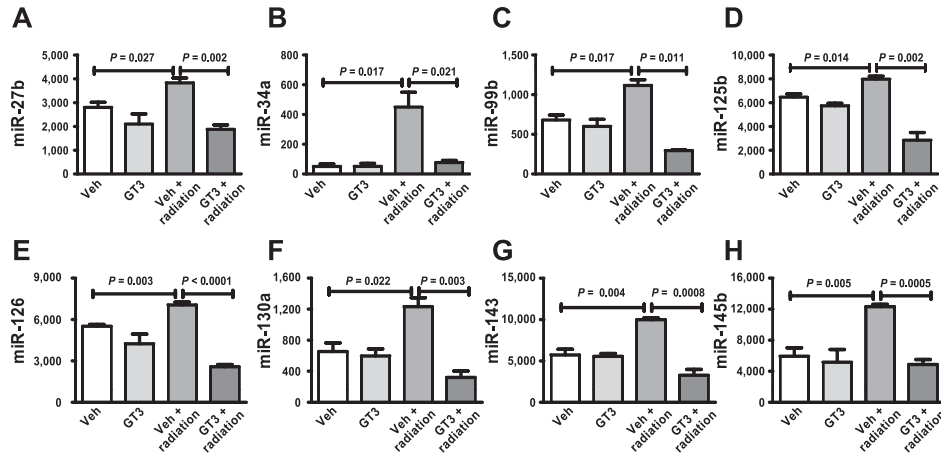 A
miR-27b
5,000
4,000
3,000
2,000
1,000
0
P = 0.027
P = 0.002
Veh
GT3
Veh +
radiation
GT3 +
radiation
B
miR-34a
800
600
400
200
0
P = 0.017
P = 0.021
Veh
GT3
Veh +
radiation
GT3 +
radiation
C
miR-99b
1,500
1,000
500
0
P = 0.017
P = 0.011
Veh
GT3
Veh +
radiation
GT3 +
radiation
D
miR-125b
10,000
8,000
6,000
4,000
2,000
0
P = 0.014
P = 0.002
Veh
GT3
Veh +
radiation
GT3 +
radiation
E
miR-126
9,000
6,000
3,000
0
P = 0.003
P < 0.0001
Veh
GT3
Veh +
radiation
GT3 +
radiation
F
miR-130a
1,600
1,200
800
400
0
P = 0.022
P = 0.003
Veh
GT3
Veh +
radiation
GT3 +
radiation
G
miR-143
15,000
10,000
5,000
0
P = 0.004
P = 0.0008
Veh
GT3
Veh +
radiation
GT3 +
radiation
H
miR-145b
16,000
12,000
8,000
4,000
0
P = 0.005
P = 0.0005
Veh
GT3
Veh +
radiation
GT3 +
radiation